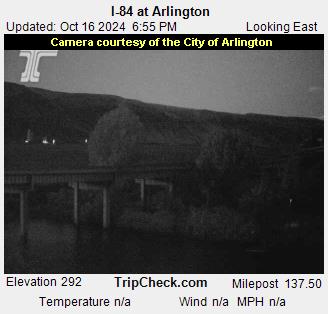 I-84 at Arlington
Updated: Oct 16 2024 6:55 PM Looking East
Camera courtesy of the City of Arlington
Elevation 292 TripCheck.com Milepost 137.50
Temperature n/a Wind n/a MPH n/a